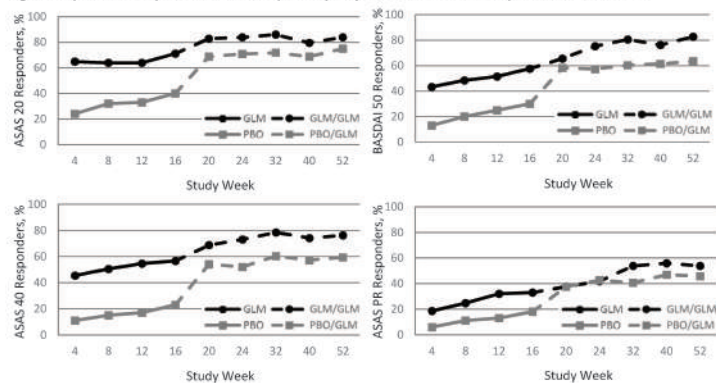 ASAS 20 Responders, %
100
80
60
40
20
0
GLM
GLM/GLM
PBO
PBO/GLM
4 8 12 16 20 24 32 40 52
Study Week
BASDAI 50 Responders, %
100
80
60
40
20
0
GLM
GLM/GLM
PBO
PBO/GLM
4 8 12 16 20 24 32 40 52
Study Week
ASAS 40 Responders, %
100
80
60
40
20
0
GLM
GLM/GLM
PBO
PBO/GLM
4 8 12 16 20 24 32 40 52
Study Week
ASAS PR Responders, %
100
80
60
40
20
0
GLM
GLM/GLM
PBO
PBO/GLM
4 8 12 16 20 24 32 40 52
Study Week